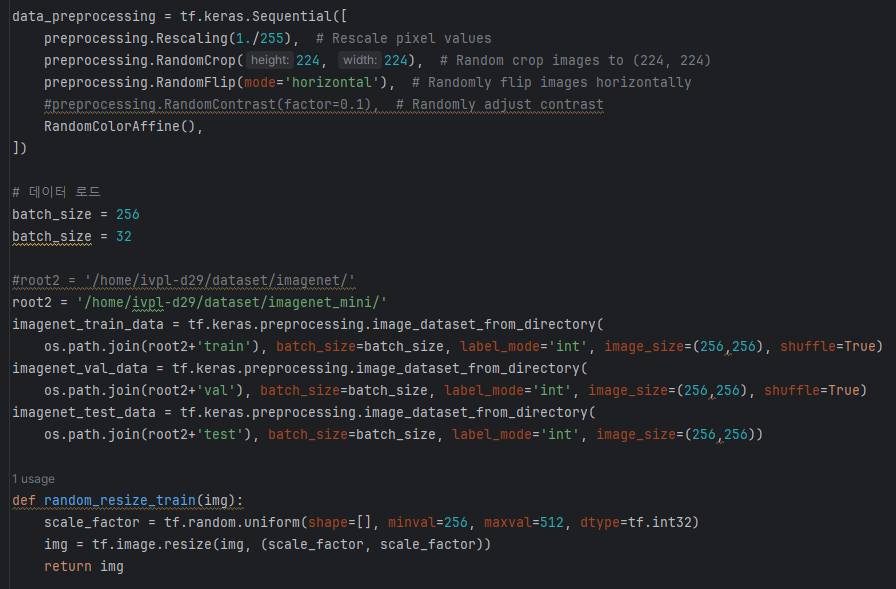 data_preprocessing = tf.keras.Sequential([
    preprocessing.Rescaling(1./255),  # Rescale pixel values
    preprocessing.RandomCrop( height: 224,  width: 224),  # Random crop images to (224, 224)
    preprocessing.RandomFlip(mode='horizontal'),  # Randomly flip images horizontally
    #preprocessing.RandomContrast(factor=0.1),  # Randomly adjust contrast
    RandomColorAffine(),
])
# 데이터 로드
batch_size = 256
batch_size = 32
#root2 = '/home/ivpl-d29/dataset/imagenet/'
root2 = '/home/ivpl-d29/dataset/imagenet_mini/'
imagenet_train_data = tf.keras.preprocessing.image_dataset_from_directory(
    os.path.join(root2+'train'), batch_size=batch_size, label_mode='int', image_size=(256,256), shuffle=True)
imagenet_val_data = tf.keras.preprocessing.image_dataset_from_directory(
    os.path.join(root2+'val'), batch_size=batch_size, label_mode='int', image_size=(256,256), shuffle=True)
imagenet_test_data = tf.keras.preprocessing.image_dataset_from_directory(
    os.path.join(root2+'test'), batch_size=batch_size, label_mode='int', image_size=(256,256))
1 usage
def random_resize_train(img):
    scale_factor = tf.random.uniform(shape=[], minval=256, maxval=512, dtype=tf.int32)
    img = tf.image.resize(img, (scale_factor, scale_factor))
    return img